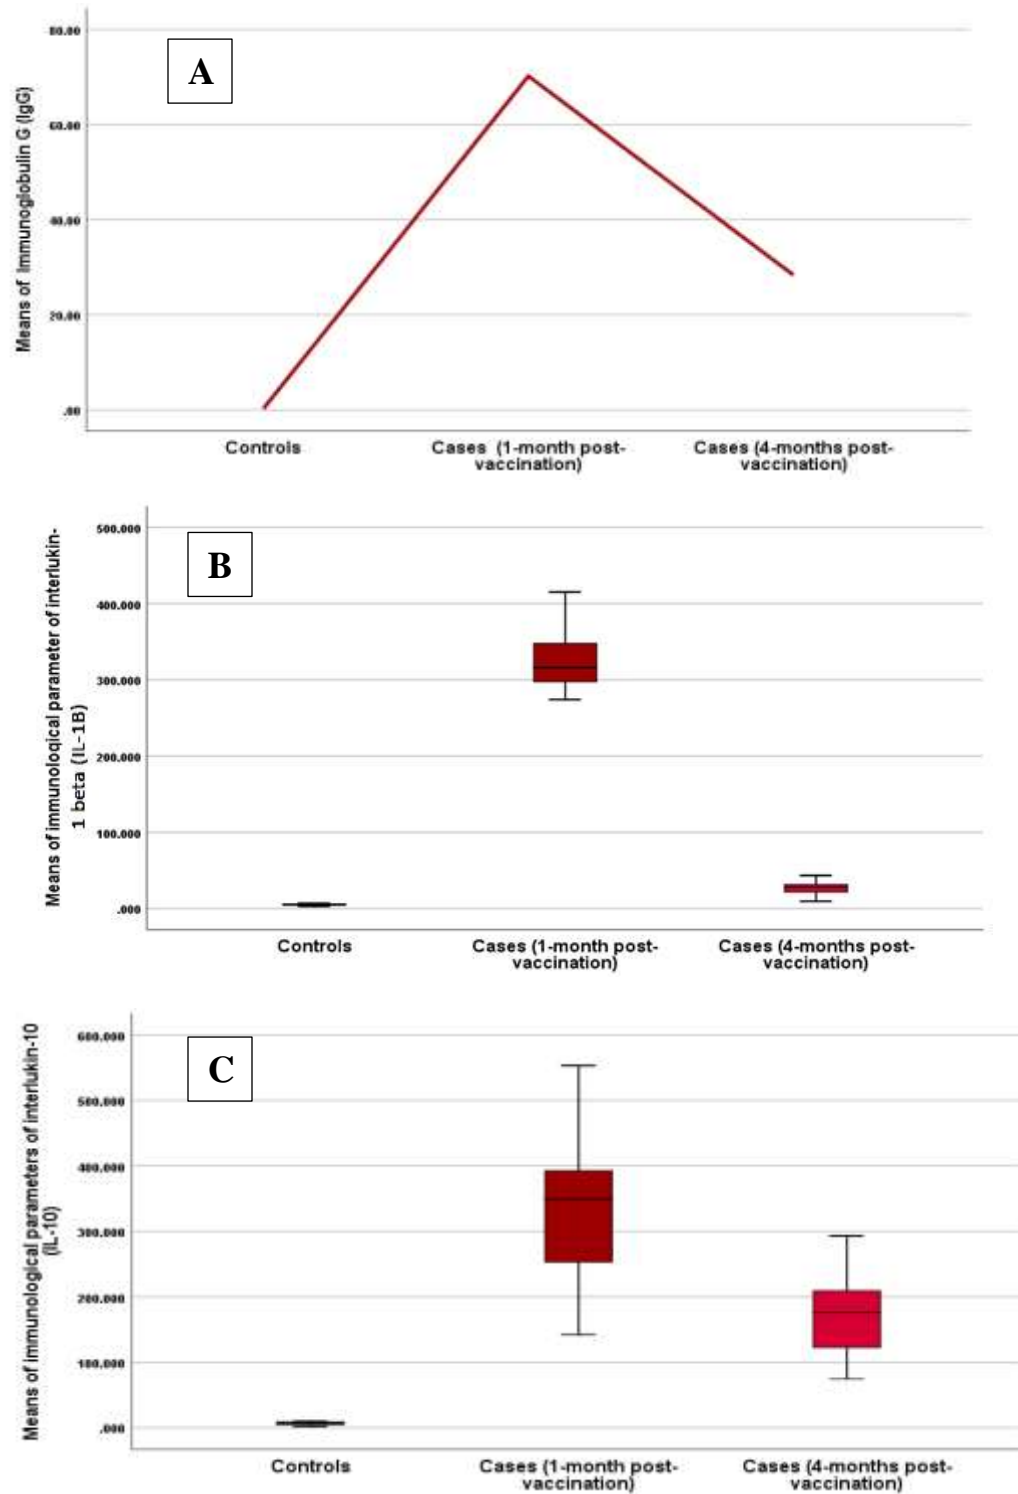 A
Means of Immunoglobulin G (IgG)
80.00
60.00
40.00
20.00
.00
Controls
Cases (1-month post-
vaccination)
Cases (4-months post-
vaccination)
B
Means of immunological parameter of interlukin-
1 beta (IL-1B)
500.000
400.000
300.000
200.000
100.000
.000
Controls
Cases (1-month post-
vaccination)
Cases (4-months post-
vaccination)
C
Means of immunological parameters of interlukin-10
(IL-10)
600.000
500.000
400.000
300.000
200.000
100.000
.000
Controls
Cases (1-month post-
vaccination)
Cases (4-months post-
vaccination)